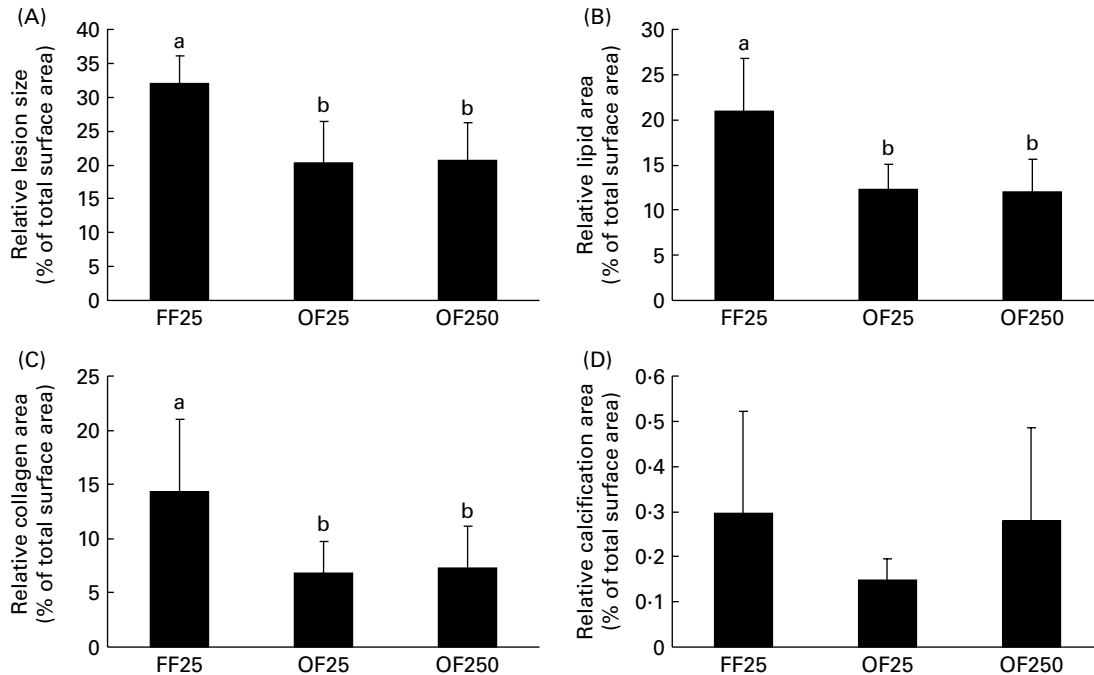 (A)
Relative lesion size
(% of total surface area)
40
35
30
25
20
15
10
5
0
a
b
b
FF25
OF25
OF250
(B)
Relative lipid area
(% of total surface area)
30
25
20
15
10
5
0
a
b
b
FF25
OF25
OF250
(C)
Relative collagen area
(% of total surface area)
25
20
15
10
5
0
a
b
b
FF25
OF25
OF250
(D)
Relative calcification area
(% of total surface area)
0·6
0·5
0·4
0·3
0·2
0·1
0
FF25
OF25
OF250